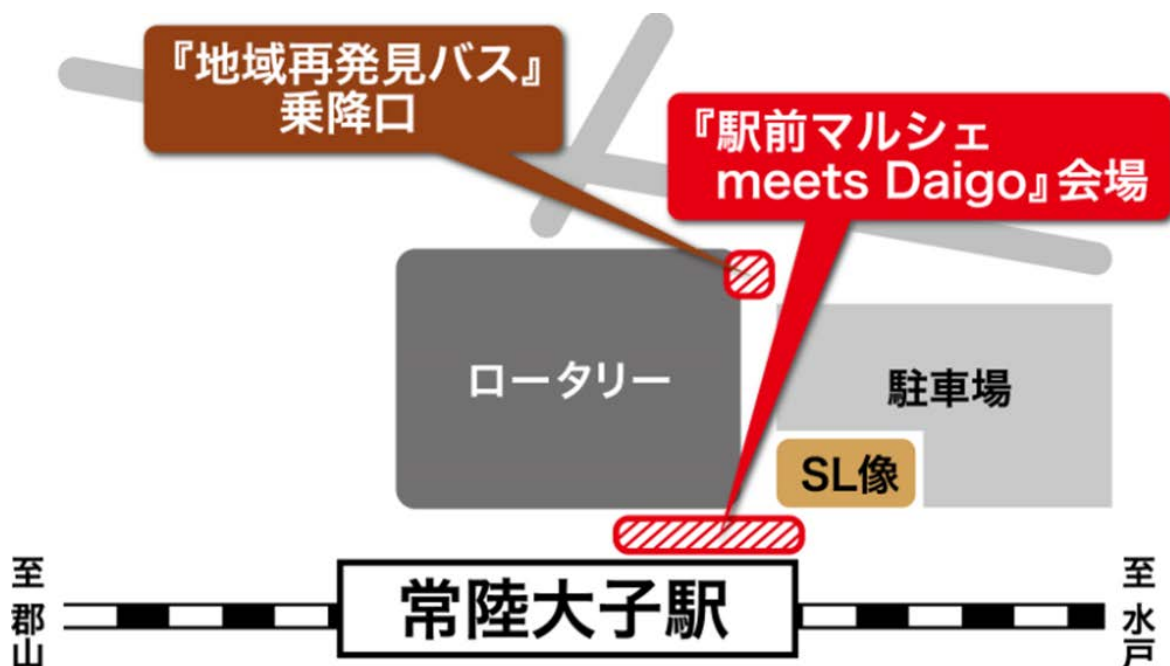 『地域再発見バス』
乗降口
『駅前マルシェ
meets Daigo』会場
ロータリー
駐車場
SL像
至郡山
常陸大子駅
至水戸